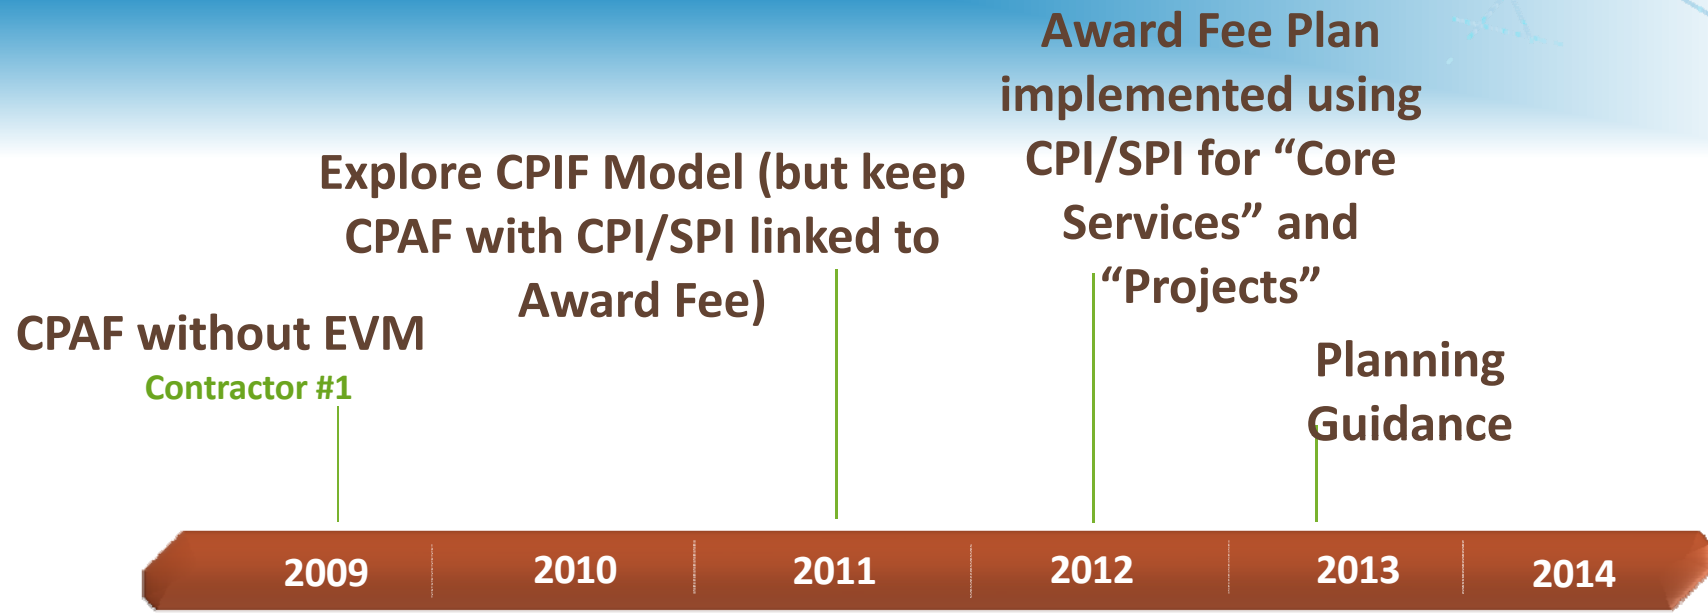 Award Fee Plan
implemented using
CPI/SPI for “Core
Services” and
“Projects”
Explore CPIF Model (but keep
CPAF with CPI/SPI linked to
Award Fee)
CPAF without EVM
Contractor #1
Planning
Guidance
2009
2010
2011
2012
2013
2014